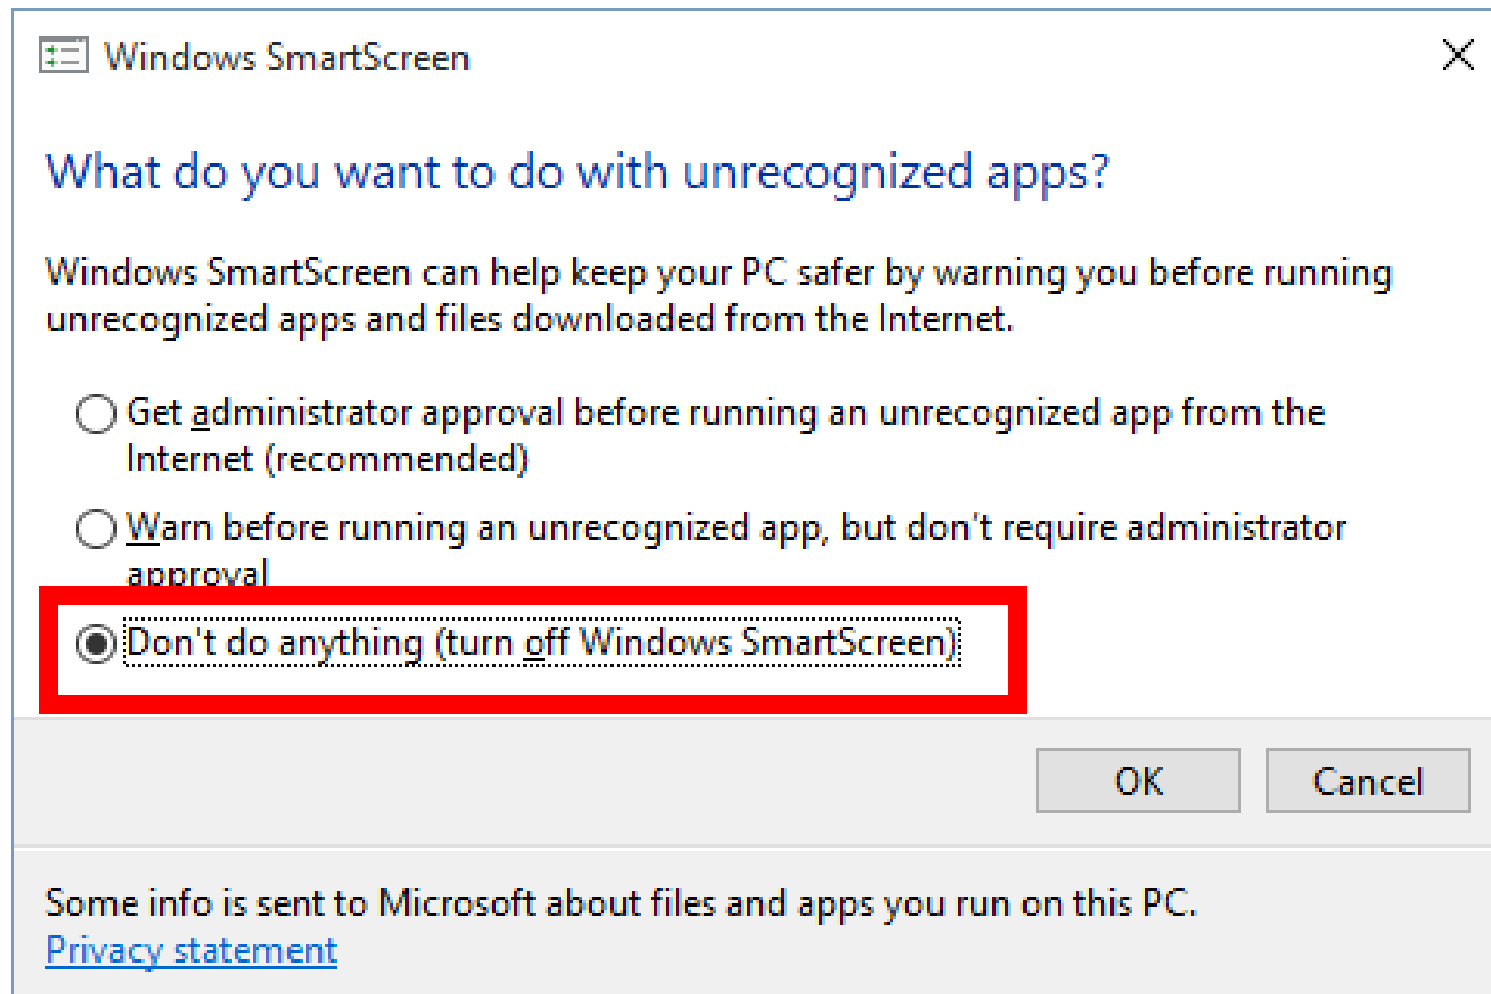 Windows SmartScreen
What do you want to do with unrecognized apps?
Windows SmartScreen can help keep your PC safer by warning you before running
unrecognized apps and files downloaded from the Internet.
Get administrator approval before running an unrecognized app from the
Internet (recommended)
Warn before running an unrecognized app, but don't require administrator
approval
Don't do anything (turn off Windows SmartScreen)
OK
Cancel
Some info is sent to Microsoft about files and apps you run on this PC.
Privacy statement